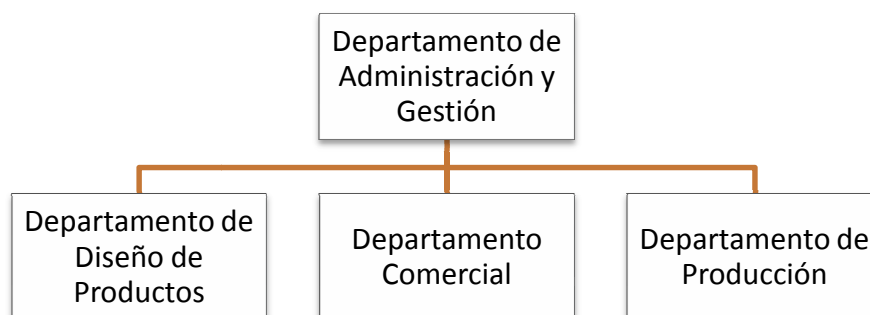 Departamento de
Administración y
Gestión
Departamento de
Diseño de
Productos
Departamento
Comercial
Departamento de
Producción